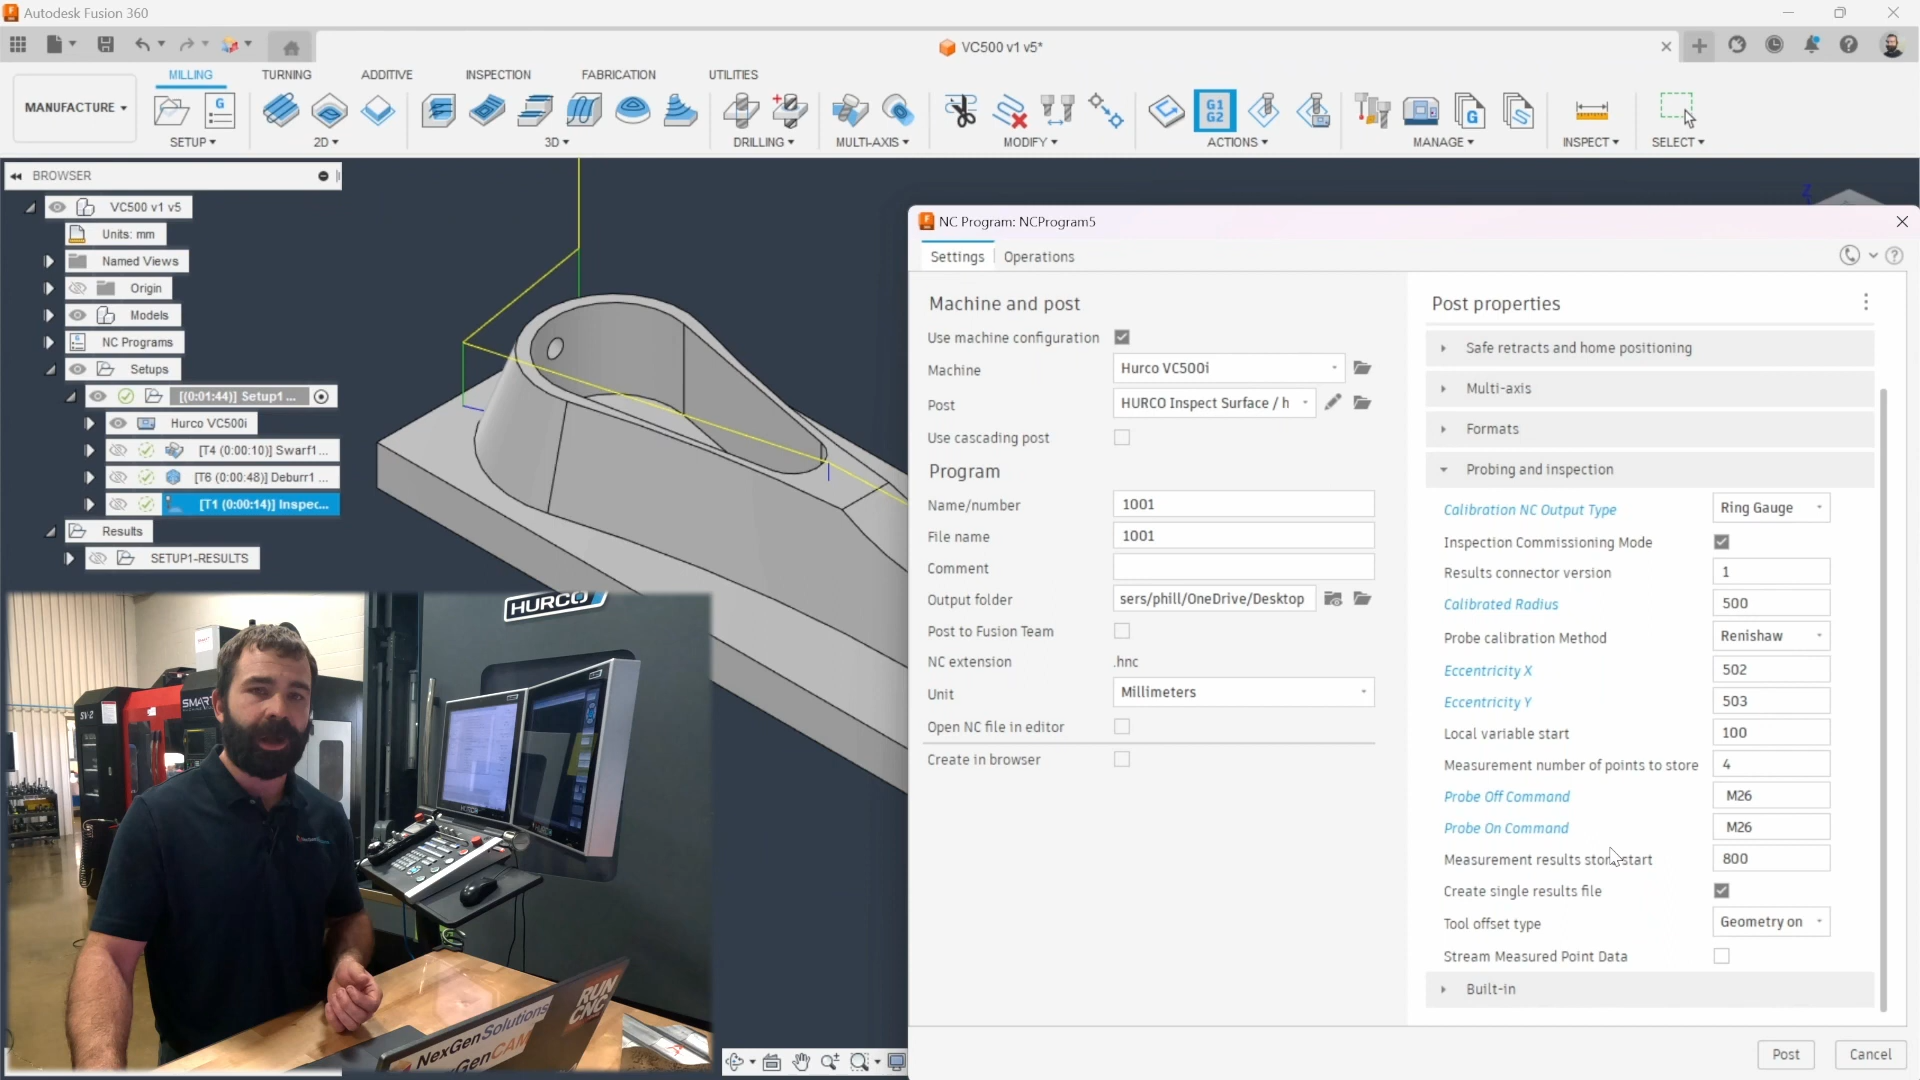 Autodesk Fusion 360
VC500 v1 v5*
MILLING
TURNING
ADDITIVE
INSPECTION
FABRICATION
UTILITIES
MANUFACTURE
SETUP
2D
3D
DRILLING
MULTI-AXIS
MODIFY
G1
G2
ACTIONS
MANAGE
INSPECT
SELECT
BROWSER
VC500 v1 v5
Units: mm
Named Views
Origin
Models
NC Programs
Setups
[(0:01:44)] Setup1 ...
Hurco VC500i
[T4 (0:00:10)] Swarf1...
[T6 (0:00:48)] Deburr1 ...
[T1 (0:00:14)] Inspec...
Results
SETUP1-RESULTS
Z
NC Program: NCProgram5
Settings
Operations
Machine and post
Use machine configuration
Machine
Hurco VC500i
Post
HURCO Inspect Surface / h
Use cascading post
Program
Name/number
1001
File name
1001
Comment
Output folder
sers/phill/OneDrive/Desktop
Post to Fusion Team
NC extension
.hnc
Unit
Millimeters
Open NC file in editor
Create in browser
Post properties
Safe retracts and home positioning
Multi-axis
Formats
Probing and inspection
Calibration NC Output Type
Ring Gauge
Inspection Commissioning Mode
Results connector version
1
Calibrated Radius
500
Probe calibration Method
Renishaw
Eccentricity X
502
Eccentricity Y
503
Local variable start
100
Measurement number of points to store
4
Probe Off Command
M26
Probe On Command
M26
Measurement results store start
800
Create single results file
Tool offset type
Geometry on
Stream Measured Point Data
Built-in
Post
Cancel
HURCO
SV-2
SMART
RUN
CNC
NexGenSolutions
NexGenCAM